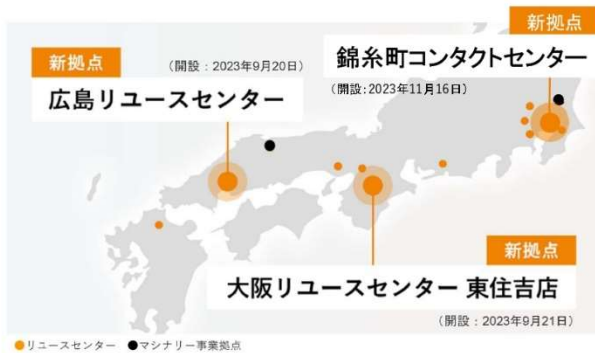 新拠点
錦糸町コンタクトセンター
(開設:2023年11月16日)
新拠点
(開設:2023年9月20日)
広島リユースセンター
新拠点
大阪リユースセンター 東住吉店
(開設:2023年9月21日)
●リユースセンター ●マシナリー事業拠点